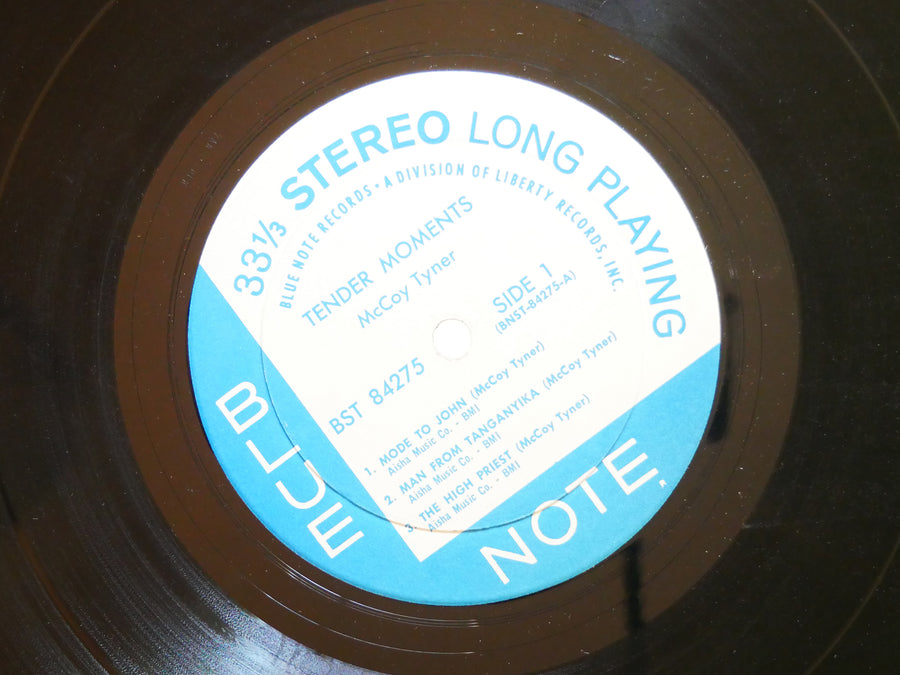 33⅓ STEREO LONG PLAYING
BLUE NOTE RECORDS • A DIVISION OF LIBERTY RECORDS, INC.
TENDER MOMENTS
McCoy Tyner
SIDE 1
(BNST-84275-A)
BST 84275
1. MODE TO JOHN (McCoy Tyner)
Aisha Music Co. - BMI
2. MAN FROM TANGANYIKA (McCoy Tyner)
Aisha Music Co. - BMI
3. THE HIGH PRIEST (McCoy Tyner)
Aisha Music Co. - BMI
BLUE NOTE